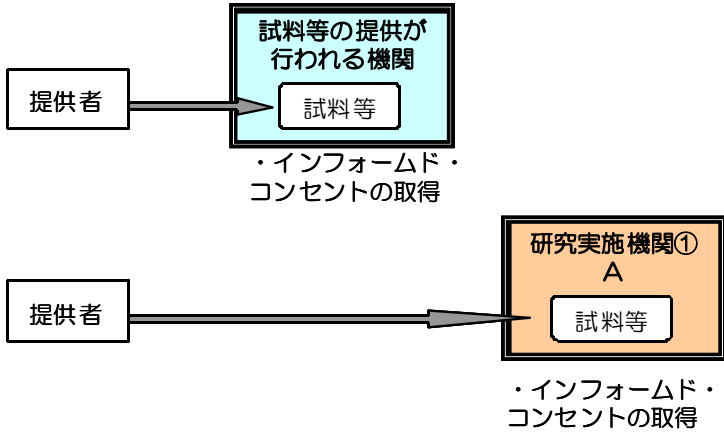 試料等の提供が
行われる機関
提供者
試料等
・インフォームド・
コンセントの取得
研究実施機関①
A
提供者
試料等
・インフォームド・
コンセントの取得